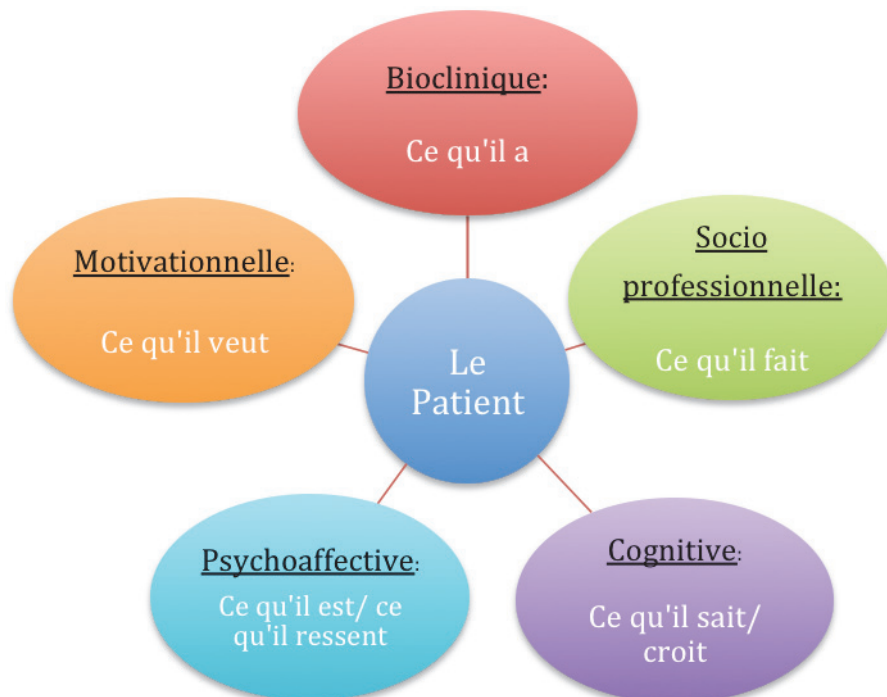 Bioclinique:
Ce qu'il a
Motivationnelle:
Ce qu'il veut
Socio
professionnelle:
Ce qu'il fait
Le
Patient
Psychoaffective:
Ce qu'il est/ ce
qu'il ressent
Cognitive:
Ce qu'il sait/
croit